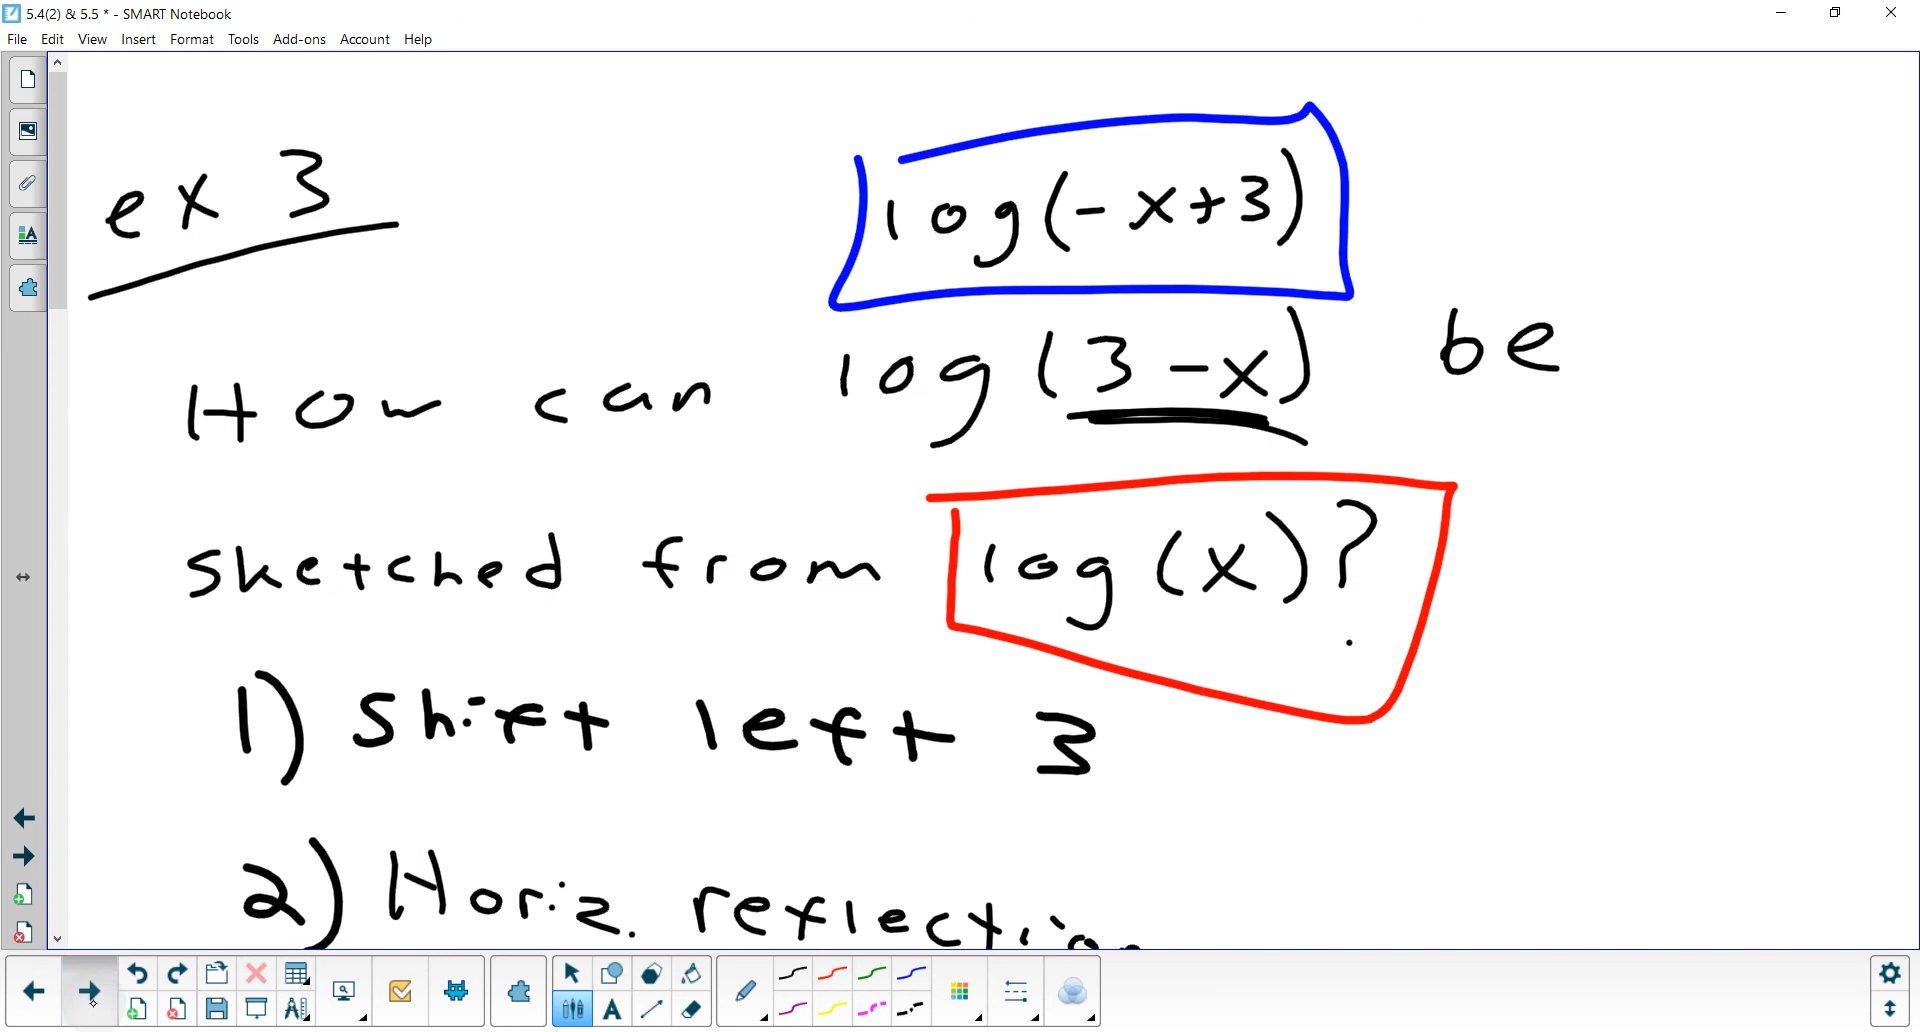 5.4(2) & 5.5 * - SMART Notebook
File Edit View Insert Format Tools Add-ons Account Help
ex 3
log(-x+3)
How can log(3-x) be
sketched from log(x)?
1) Shift left 3
2) Horiz. reflection